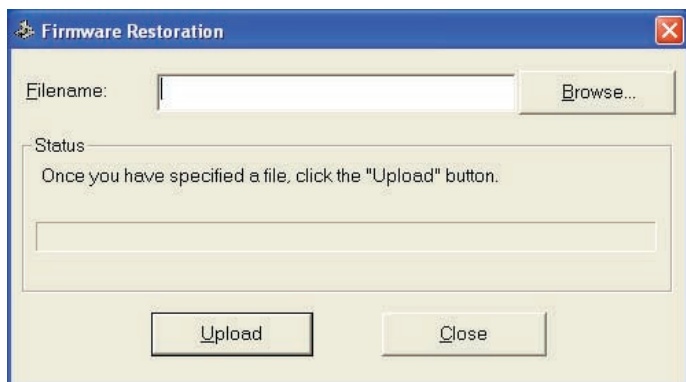 Firmware Restoration
Filename:
Browse...
Status
Once you have specified a file, click the "Upload" button.
Upload
Close